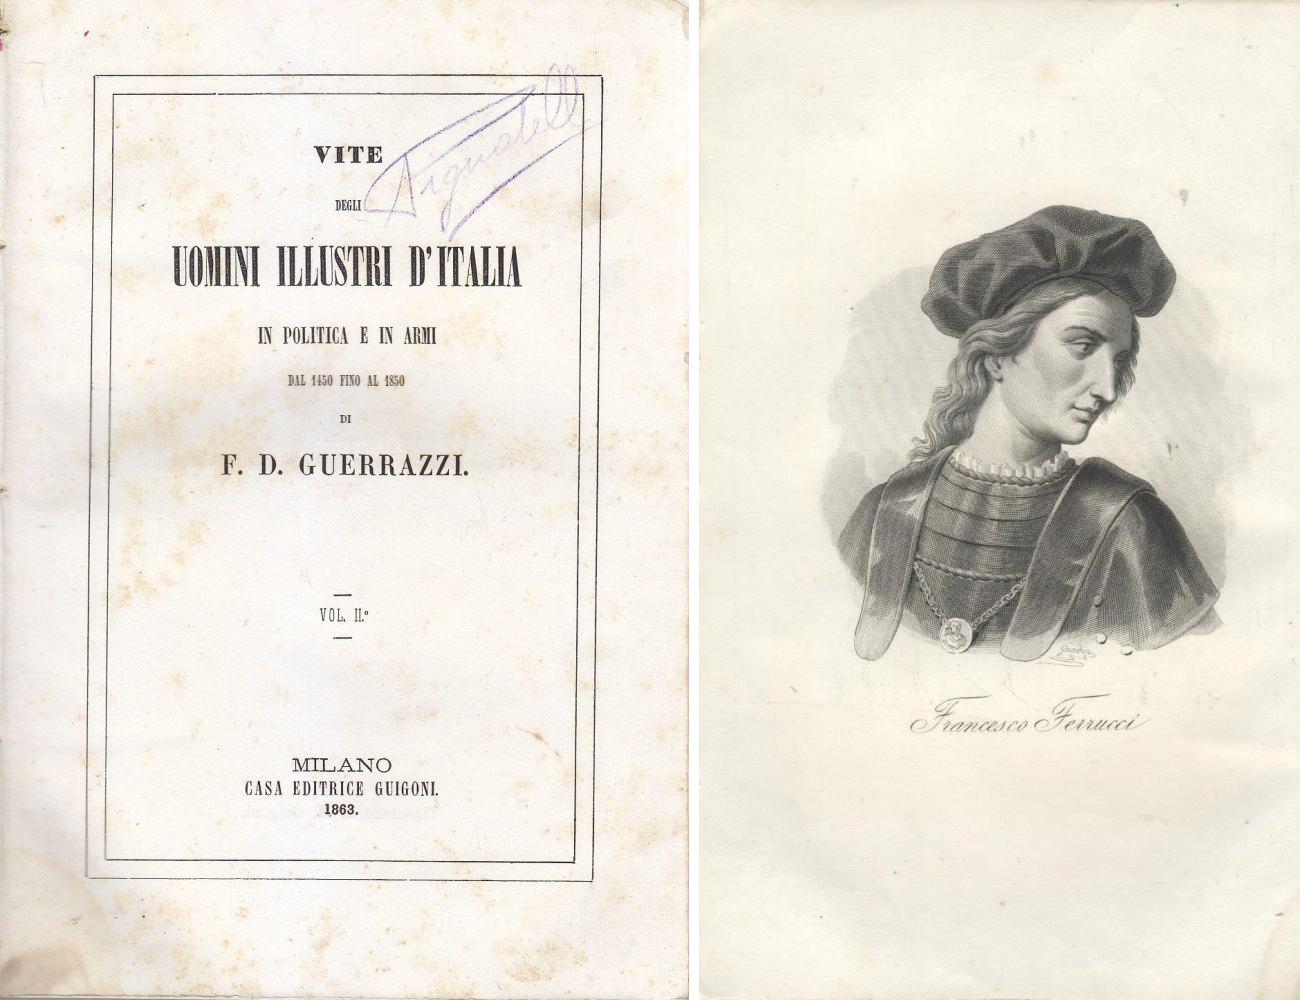 Pignatelli
VITE
DEGLI
UOMINI ILLUSTRI D'ITALIA
IN POLITICA E IN ARMI
DAL 1450 FINO AL 1850
DI
F. D. GUERRAZZI.
VOL. II.º
MILANO
CASA EDITRICE GUIGONI.
1863.
Francesco Ferrucci